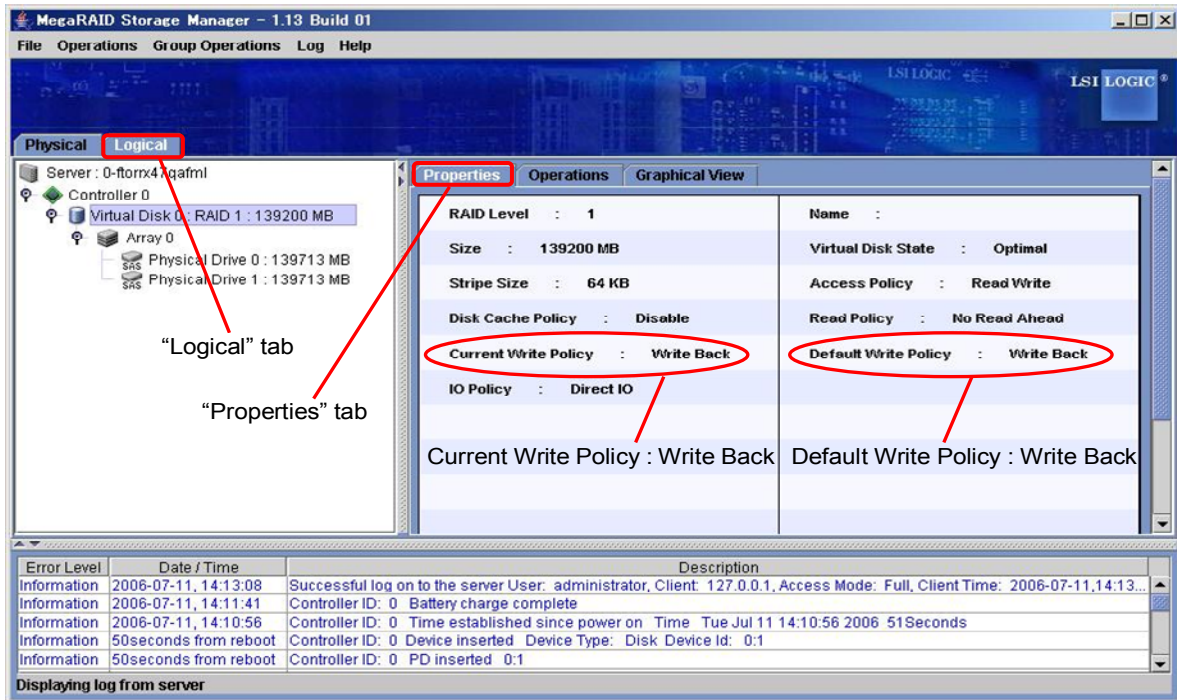 MegaRAID Storage Manager - 1.13 Build 01
File Operations Group Operations Log Help
LSI LOGIC
LSI LOGIC ®
Physical Logical
Server : 0-ftorrx47qafml
Controller 0
Virtual Disk 0 : RAID 1 : 139200 MB
Array 0
SAS Physical Drive 0 : 139713 MB
SAS Physical Drive 1 : 139713 MB
“Logical” tab
“Properties” tab
Properties Operations Graphical View
RAID Level : 1 Name :
Size : 139200 MB Virtual Disk State : Optimal
Stripe Size : 64 KB Access Policy : Read Write
Disk Cache Policy : Disable Read Policy : No Read Ahead
Current Write Policy : Write Back Default Write Policy : Write Back
IO Policy : Direct IO
Current Write Policy : Write Back Default Write Policy : Write Back
Error Level Date / Time Description
Information 2006-07-11, 14:13:08 Successful log on to the server User: administrator, Client: 127.0.0.1, Access Mode: Full, Client Time: 2006-07-11,14:13...
Information 2006-07-11, 14:11:41 Controller ID: 0 Battery charge complete
Information 2006-07-11, 14:10:56 Controller ID: 0 Time established since power on Time Tue Jul 11 14:10:56 2006 51Seconds
Information 50seconds from reboot Controller ID: 0 Device inserted Device Type: Disk Device Id: 0:1
Information 50seconds from reboot Controller ID: 0 PD inserted 0:1
Displaying log from server